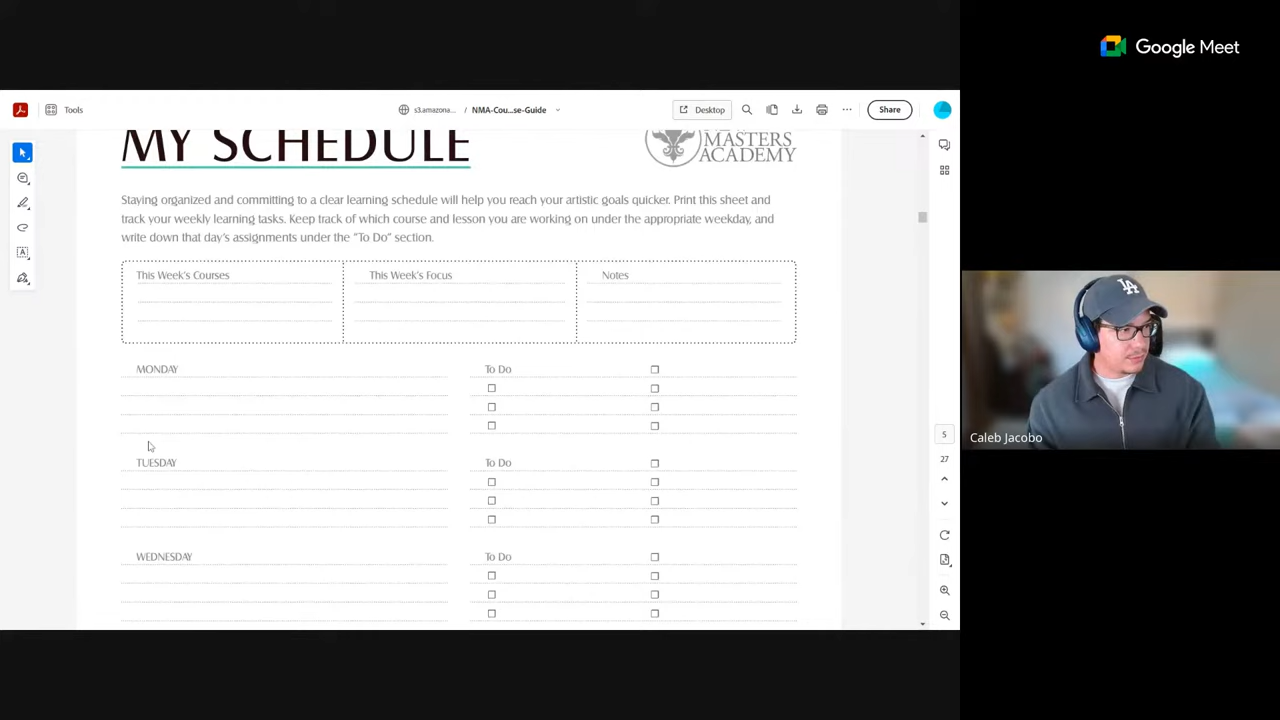 Google Meet
Tools
s3.amazona... / NMA-Cou...se-Guide
Desktop
Share
MY SCHEDULE
MASTERS
ACADEMY
Staying organized and committing to a clear learning schedule will help you reach your artistic goals quicker. Print this sheet and
track your weekly learning tasks. Keep track of which course and lesson you are working on under the appropriate weekday, and
write down that day's assignments under the “To Do” section.
This Week's Courses
This Week's Focus
Notes
MONDAY
To Do
TUESDAY
To Do
WEDNESDAY
To Do
5
27
LA
Caleb Jacobo